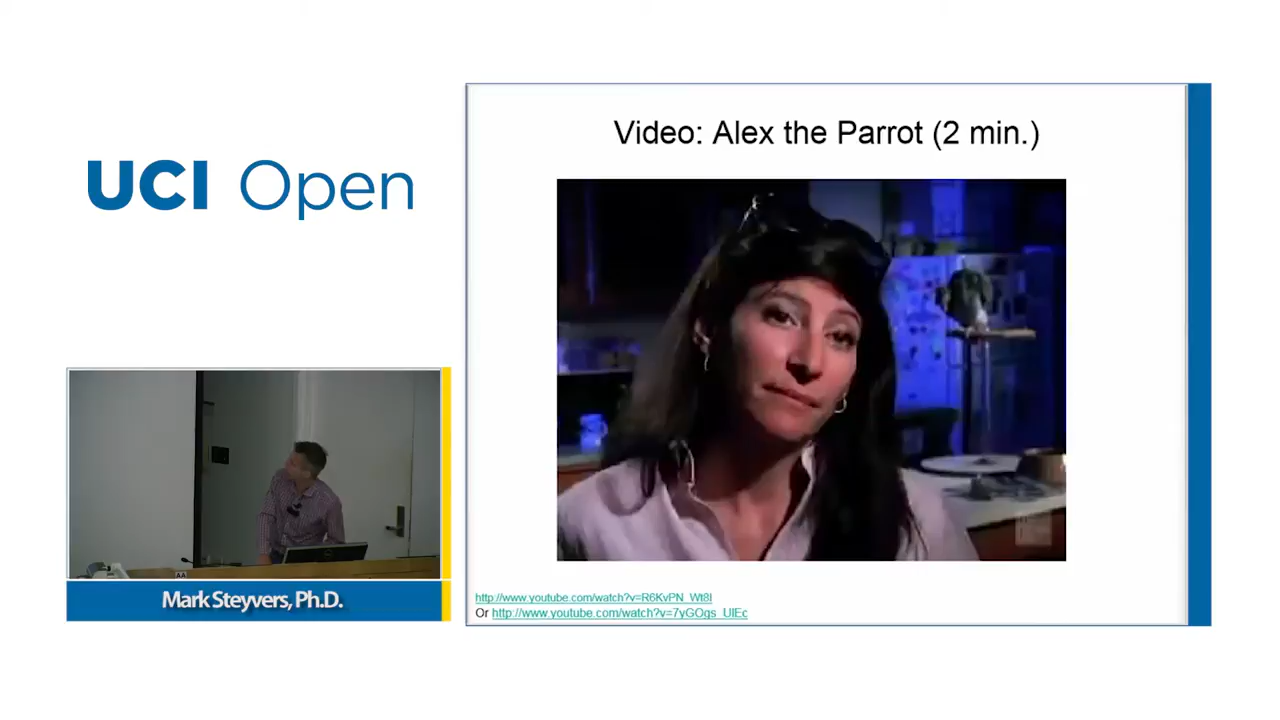 UCI Open
Video: Alex the Parrot (2 min.)
Mark Steyvers, Ph.D.
http://www.youtube.com/watch?v=R6KvPN_Wt8I
Or http://www.youtube.com/watch?v=7yGOgs_UlEc